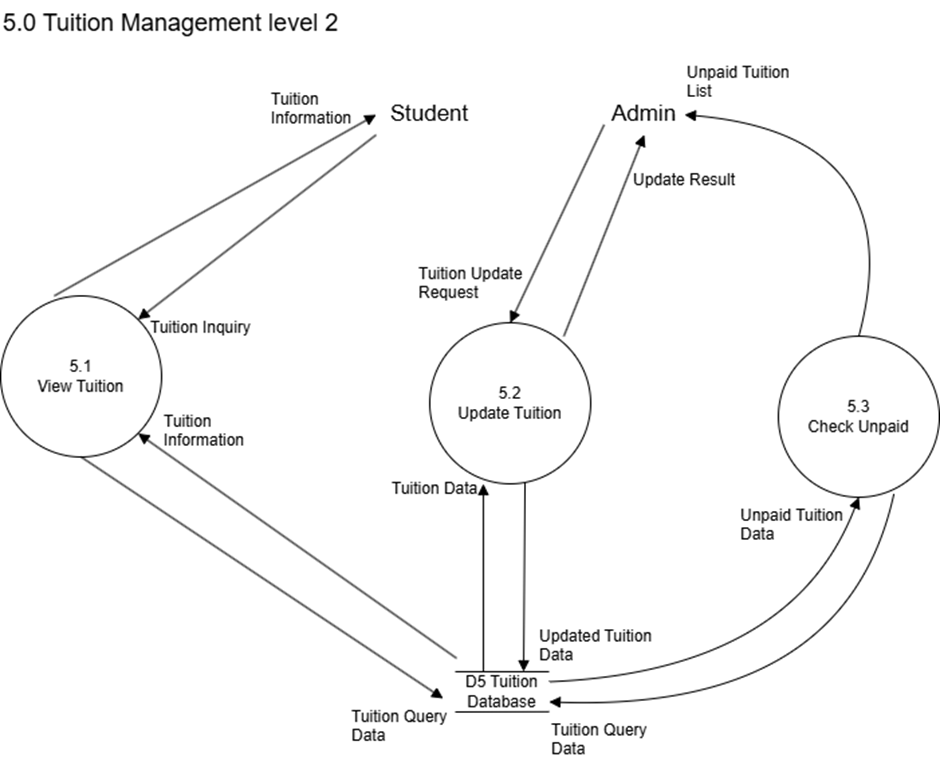 5.0 Tuition Management level 2
Unpaid Tuition
List
Tuition
Information
Student
Admin
Update Result
Tuition Update
Request
Tuition Inquiry
5.1
View Tuition
5.2
Update Tuition
5.3
Check Unpaid
Tuition
Information
Tuition Data
Unpaid Tuition
Data
Updated Tuition
Data
D5 Tuition
Database
Tuition Query
Data
Tuition Query
Data